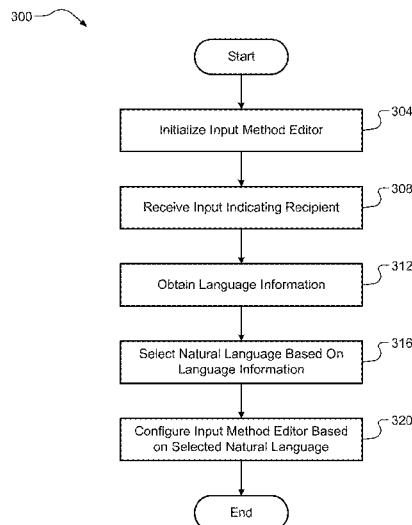 300
Start
304
Initialize Input Method Editor
308
Receive Input Indicating Recipient
312
Obtain Language Information
316
Select Natural Language Based On
Language Information
320
Configure Input Method Editor Based
on Selected Natural Language
End